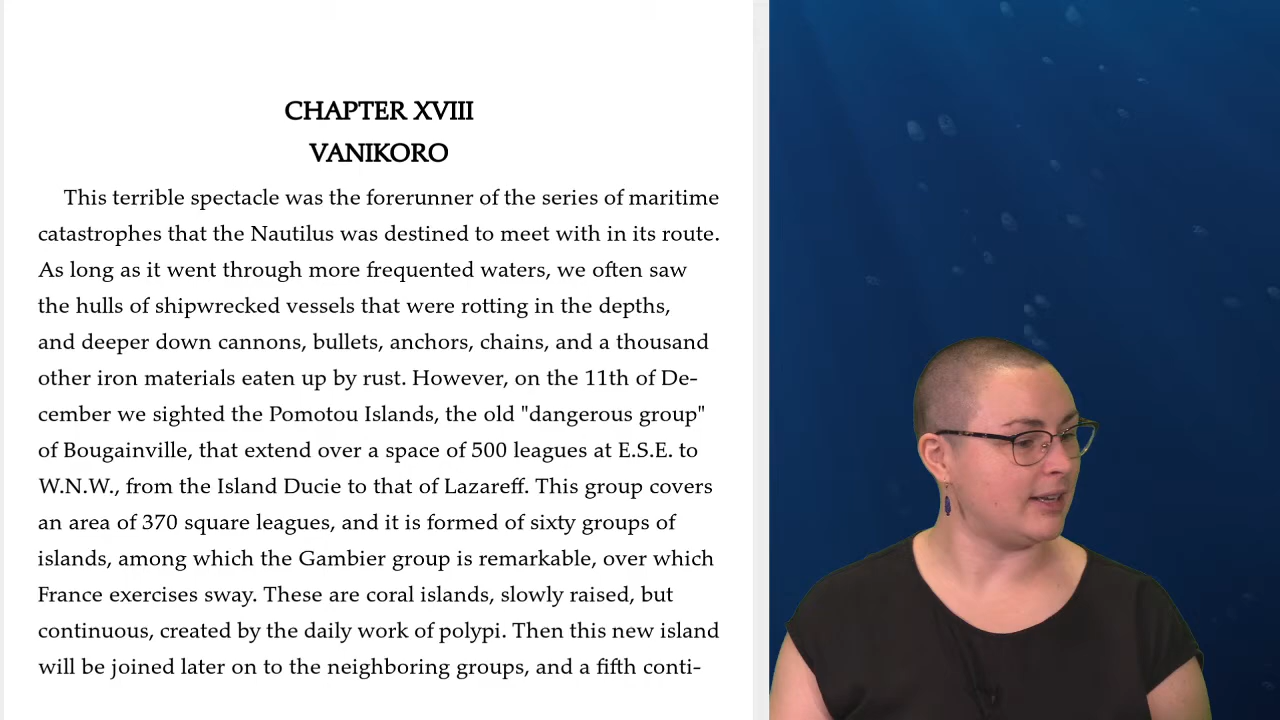 CHAPTER XVIII
VANIKORO
This terrible spectacle was the forerunner of the series of maritime
catastrophes that the Nautilus was destined to meet with in its route.
As long as it went through more frequented waters, we often saw
the hulls of shipwrecked vessels that were rotting in the depths,
and deeper down cannons, bullets, anchors, chains, and a thousand
other iron materials eaten up by rust. However, on the 11th of De-
cember we sighted the Pomotou Islands, the old "dangerous group"
of Bougainville, that extend over a space of 500 leagues at E.S.E. to
W.N.W., from the Island Ducie to that of Lazareff. This group covers
an area of 370 square leagues, and it is formed of sixty groups of
islands, among which the Gambier group is remarkable, over which
France exercises sway. These are coral islands, slowly raised, but
continuous, created by the daily work of polypi. Then this new island
will be joined later on to the neighboring groups, and a fifth conti-